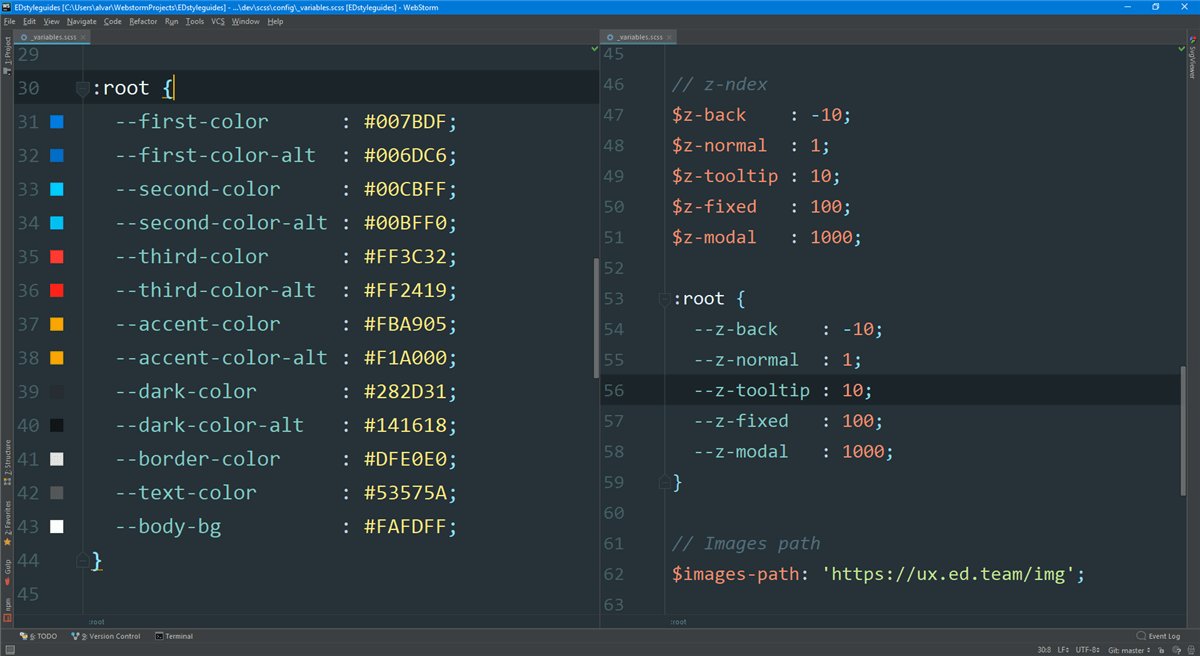 EDstyleguides [C:\Users\alvar\WebstormProjects\EDstyleguides] - ...\dev\scss\config\_variables.scss [EDstyleguides] - WebStorm
File Edit View Navigate Code Refactor Run Tools VCS Window Help
_variables.scss
29
30 :root {
31 --first-color : #007BDF;
32 --first-color-alt : #006DC6;
33 --second-color : #00CBFF;
34 --second-color-alt : #00BFF0;
35 --third-color : #FF3C32;
36 --third-color-alt : #FF2419;
37 --accent-color : #FBA905;
38 --accent-color-alt : #F1A000;
39 --dark-color : #282D31;
40 --dark-color-alt : #141618;
41 --border-color : #DFE0E0;
42 --text-color : #53575A;
43 --body-bg : #FAFDFF;
44 }
45
:root
_variables.scss
45
46 // z-ndex
47 $z-back : -10;
48 $z-normal : 1;
49 $z-tooltip : 10;
50 $z-fixed : 100;
51 $z-modal : 1000;
52
53 :root {
54 --z-back : -10;
55 --z-normal : 1;
56 --z-tooltip : 10;
57 --z-fixed : 100;
58 --z-modal : 1000;
59 }
60
61 // Images path
62 $images-path: 'https://ux.ed.team/img';
63
:root
1: Project
Z: Structure
2: Favorites
Gulp
npm
SvgViewer
6: TODO 9: Version Control Terminal Event Log
30:8 LF÷ UTF-8÷ Git: master÷